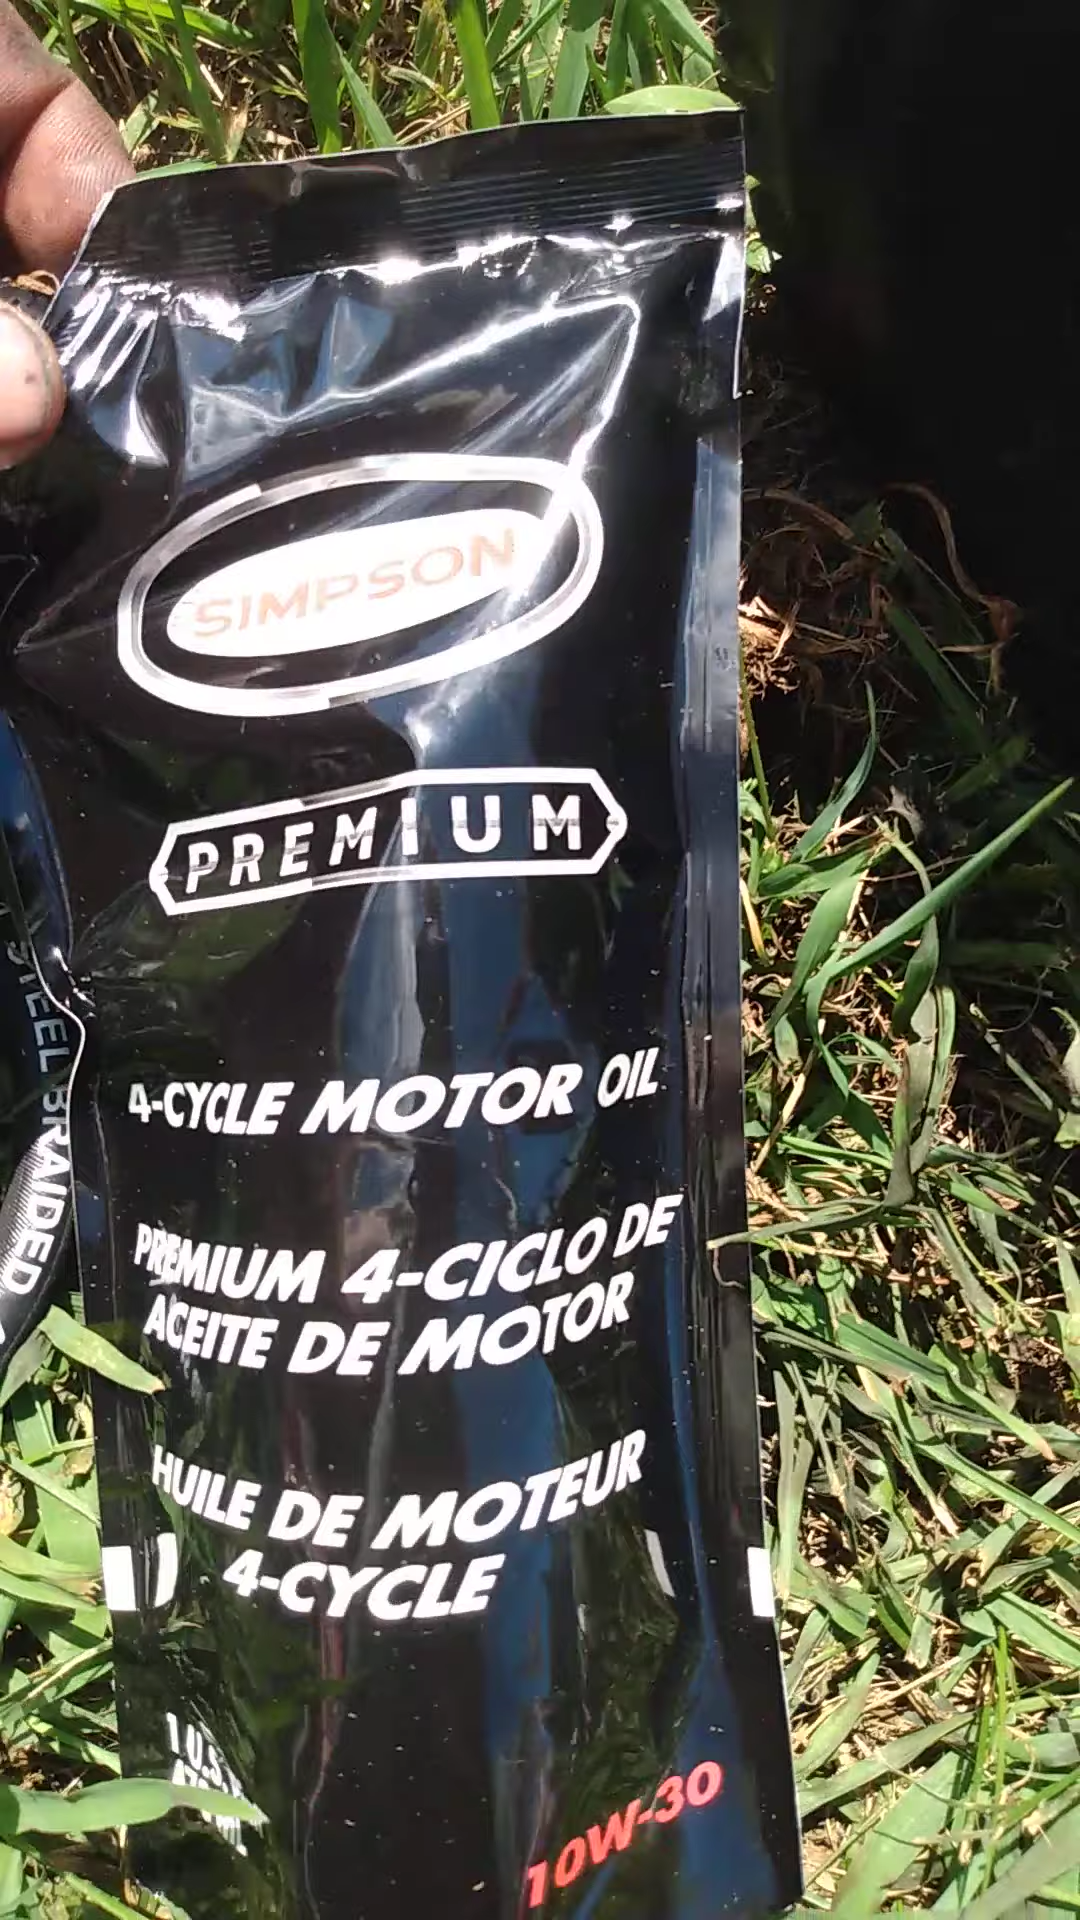 SIMPSON
PREMIUM
4-CYCLE MOTOR OIL
PREMIUM 4-CICLO DE
ACEITE DE MOTOR
HUILE DE MOTEUR
4-CYCLE
1 U.S.
10W-30
STEEL BRAIDED